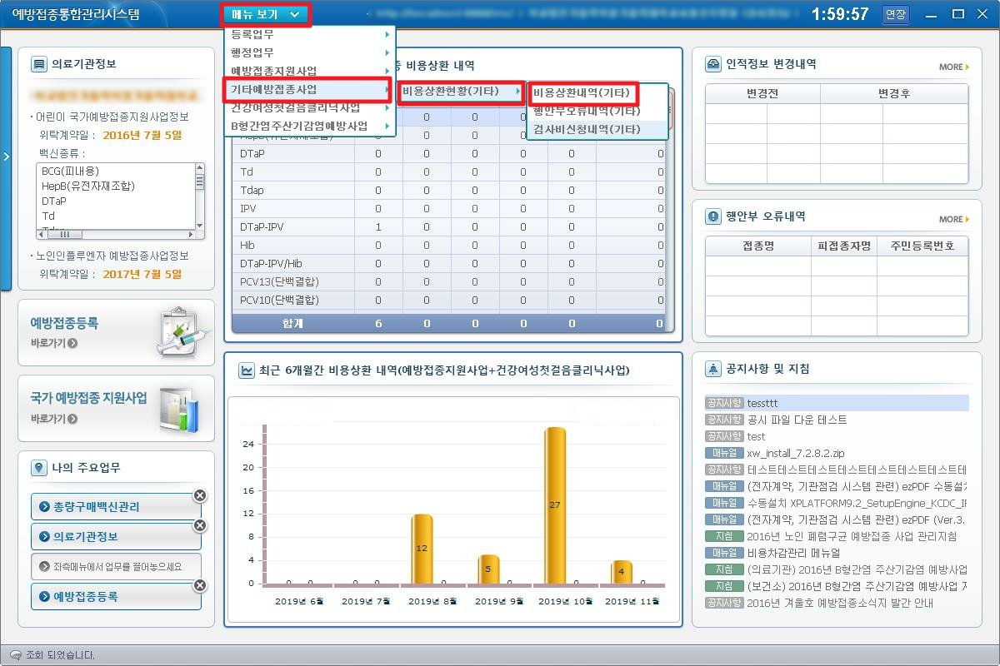 예방접종통합관리시스템
메뉴 보기
1:59:57
연장
등록업무
행정업무
예방접종지원사업
기타예방접종사업
건강여성첫걸음클리닉사업
B형간염주산기감염예방사업
비용상환현황(기타)
비용상환내역(기타)
행안부오류내역(기타)
검사비신청내역(기타)
의료기관정보
· 어린이 국가예방접종지원사업정보
위탁계약일 : 2016년 7월 5일
백신종류 :
BCG(피내용)
HepB(유전자재조합)
DTaP
Td
· 노인인플루엔자 예방접종사업정보
위탁계약일 : 2017년 7월 5일
예방접종등록
바로가기
국가 예방접종 지원사업
바로가기
나의 주요업무
총량구매백신관리
의료기관정보
좌측메뉴에서 업무를 끌어놓으세요
예방접종등록
비용상환 내역
0 0
DTaP 0 0 0 0 0 0
Td 0 0 0 0 0 0
Tdap 0 0 0 0 0 0
IPV 0 0 0 0 0 0
DTaP-IPV 1 0 0 0 0 0
Hib 0 0 0 0 0 0
DTaP-IPV/Hib 0 0 0 0 0 0
PCV13(단백결합) 0 0 0 0 0 0
PCV10(단백결합) 0 0 0 0 0 0
합계 6 0 0 0 0 0
최근 6개월간 비용상환 내역(예방접종지원사업+건강여성첫걸음클리닉사업)
24
20
16
12
8
4
0
0 0 0 0 12 0 5 0 27 0 4 0
2019년 6월 2019년 7월 2019년 8월 2019년 9월 2019년 10월 2019년 11월
인적정보 변경내역
MORE
변경전 변경후
행안부 오류내역
MORE
접종명 피접종자명 주민등록번호
공지사항 및 지침
공지사항 tessttt
공지사항 공시 파일 다운 테스트
공지사항 test
매뉴얼 xw_install_7.2.8.2.zip
공지사항 테스트테스트테스트테스트테스트테스트테스트
매뉴얼 (전자계약, 기관점검 시스템 관련) ezPDF 수동설치
매뉴얼 수동설치 XPLATFORM9.2_SetupEngine_KCDC_IR
매뉴얼 (전자계약, 기관점검 시스템 관련) ezPDF (Ver.3.
지침 2016년 노인 폐렴구균 예방접종 사업 관리지침
매뉴얼 비용차감관리 메뉴얼
지침 (의료기관) 2016년 B형간염 주산기감염 예방사업
지침 (보건소) 2016년 B형간염 주산기감염 예방사업
공지사항 2016년 겨울호 예방접종소식지 발간 안내
조회 되었습니다.